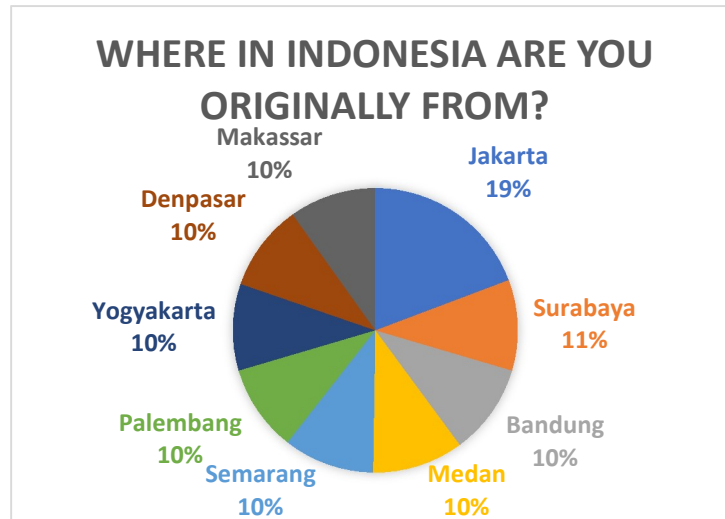 WHERE IN INDONESIA ARE YOU
ORIGINALLY FROM?
Jakarta
19%
Surabaya
11%
Bandung
10%
Medan
10%
Semarang
10%
Palembang
10%
Yogyakarta
10%
Denpasar
10%
Makassar
10%